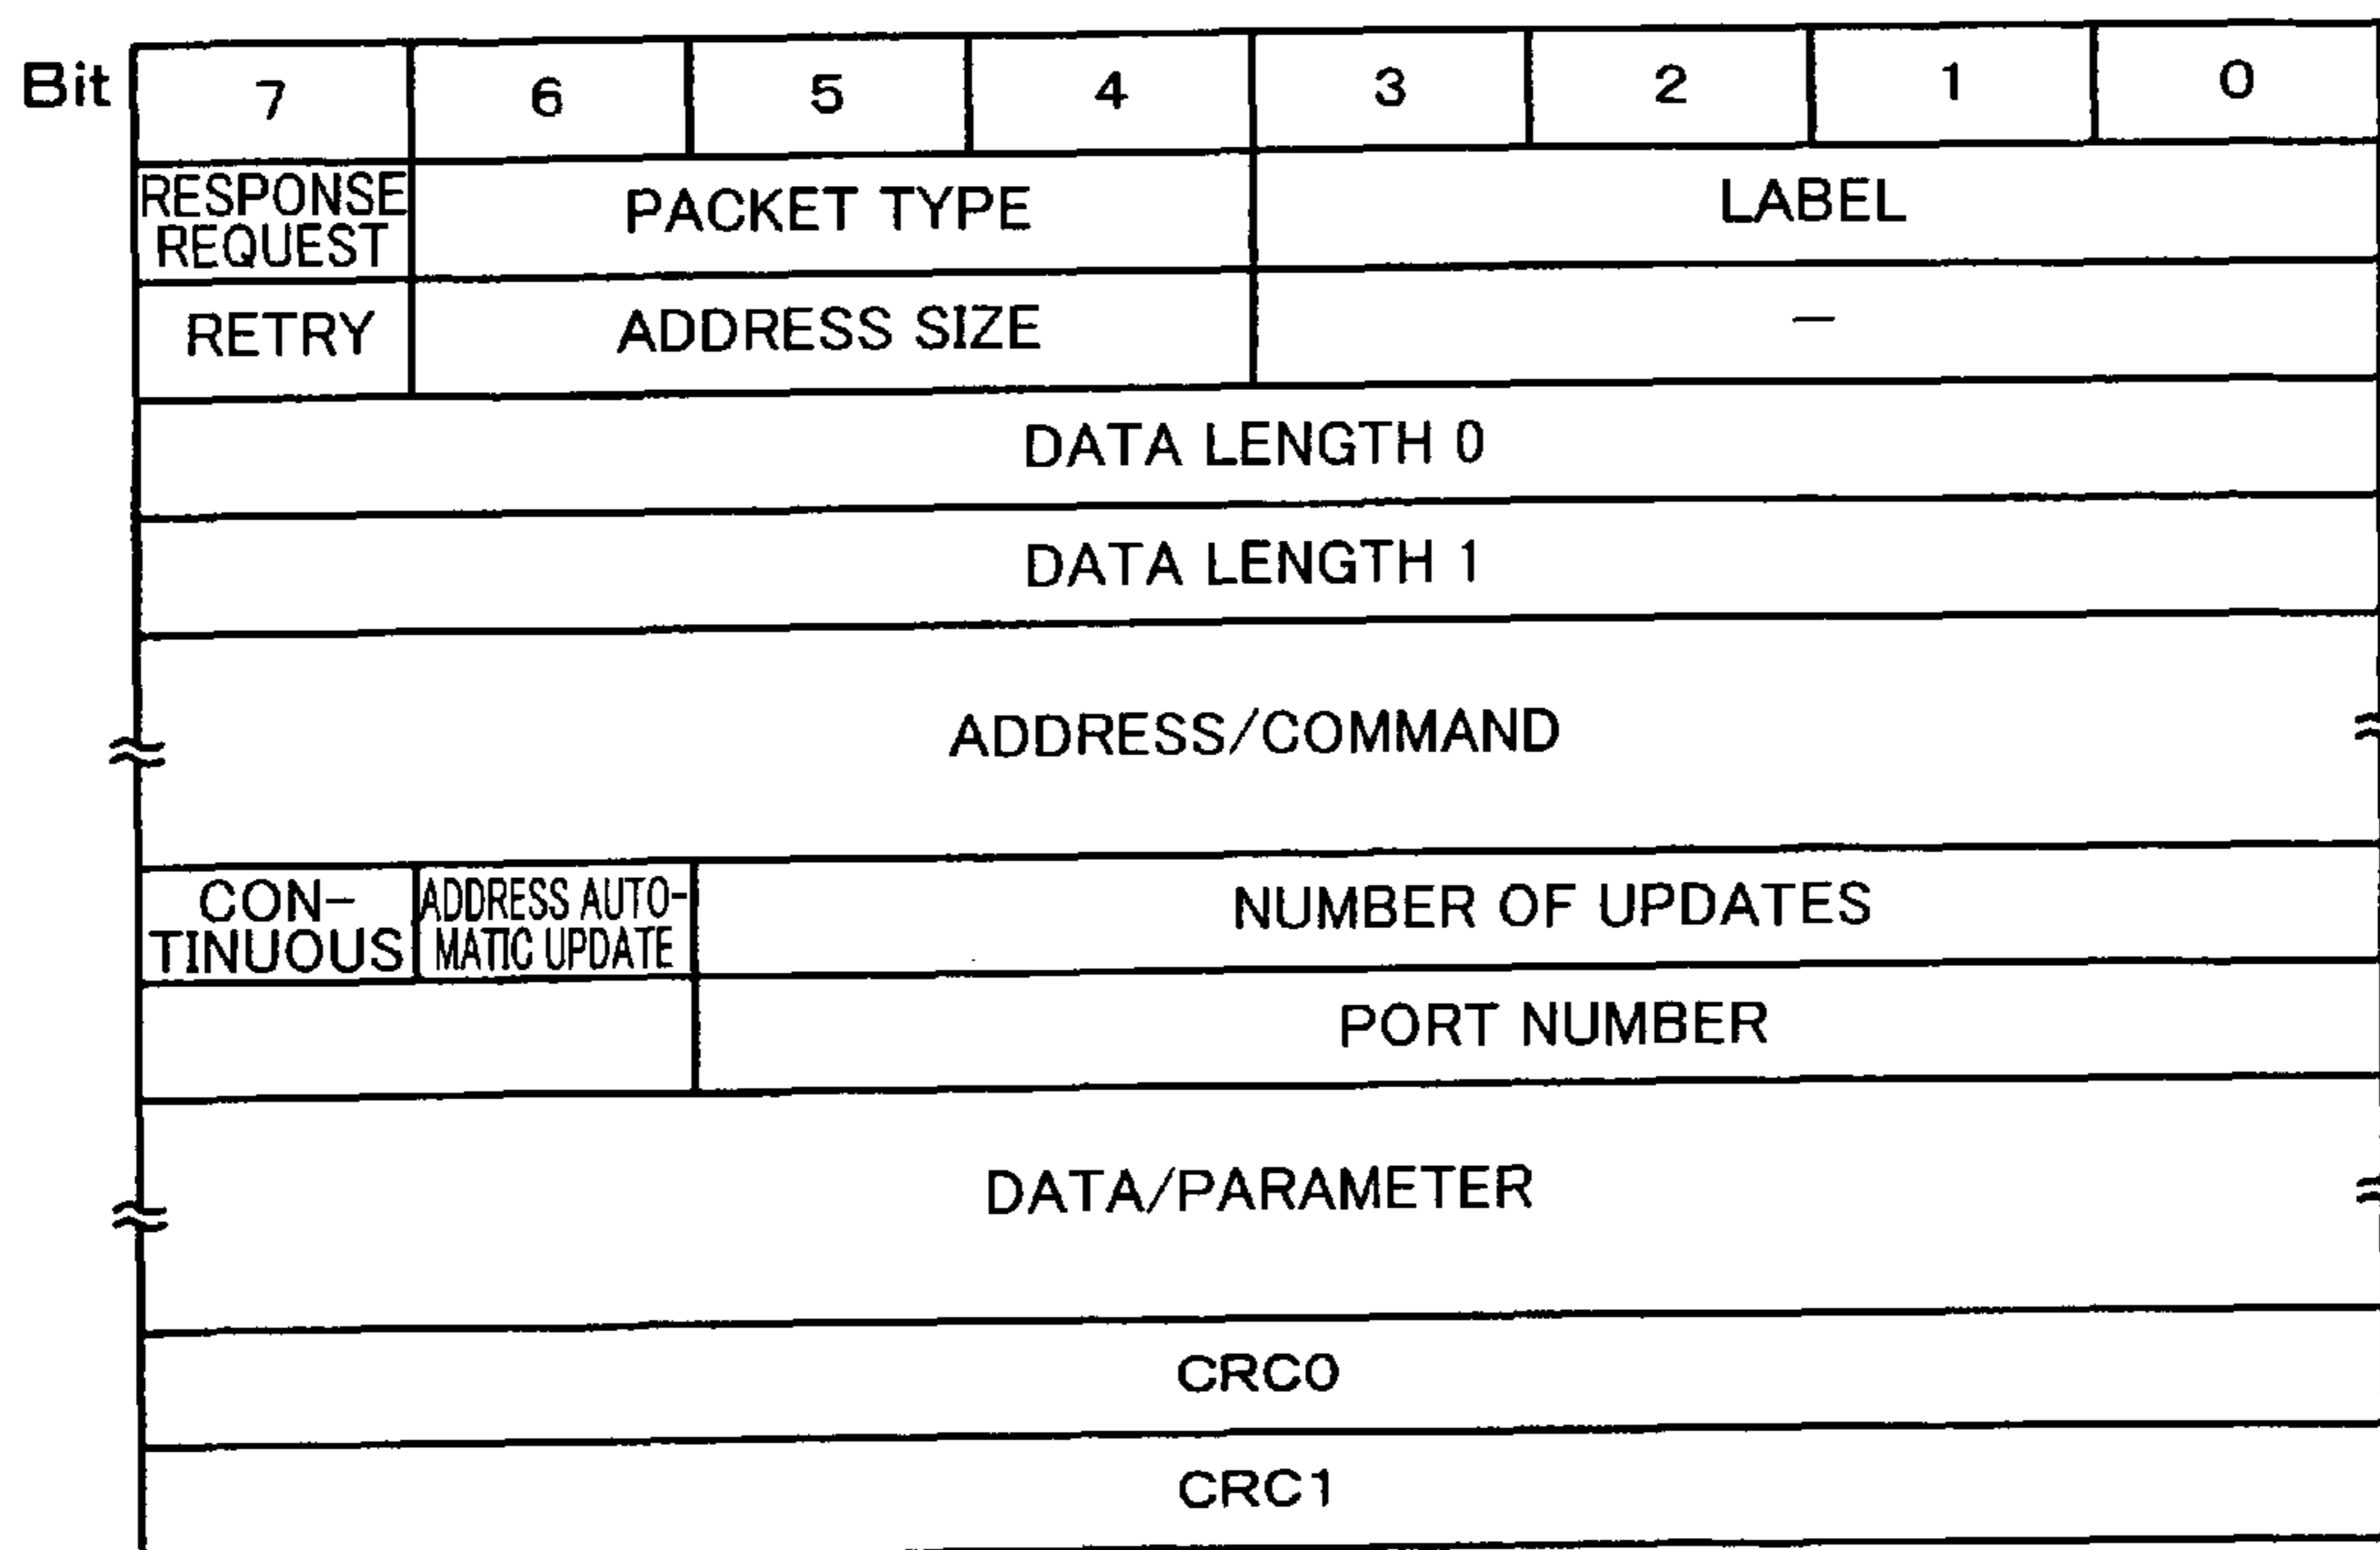 Bit 7 6 5 4 3 2 1 0
RESPONSE REQUEST PACKET TYPE LABEL
RETRY ADDRESS SIZE –
DATA LENGTH 0
DATA LENGTH 1
ADDRESS/COMMAND
CON-
TINUOUS ADDRESS AUTO-
MATIC UPDATE NUMBER OF UPDATES
PORT NUMBER
DATA/PARAMETER
CRC0
CRC1